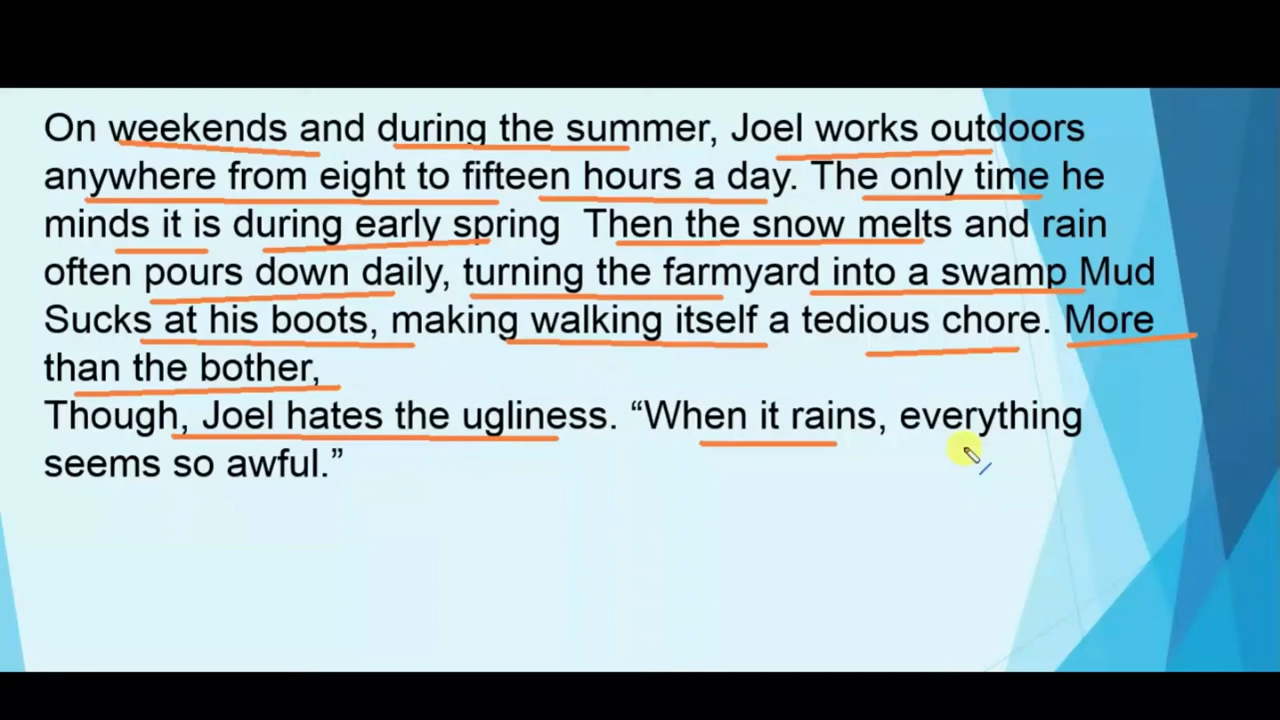 On weekends and during the summer, Joel works outdoors
anywhere from eight to fifteen hours a day. The only time he
minds it is during early spring  Then the snow melts and rain
often pours down daily, turning the farmyard into a swamp Mud
Sucks at his boots, making walking itself a tedious chore. More
than the bother,
Though, Joel hates the ugliness. “When it rains, everything
seems so awful.”